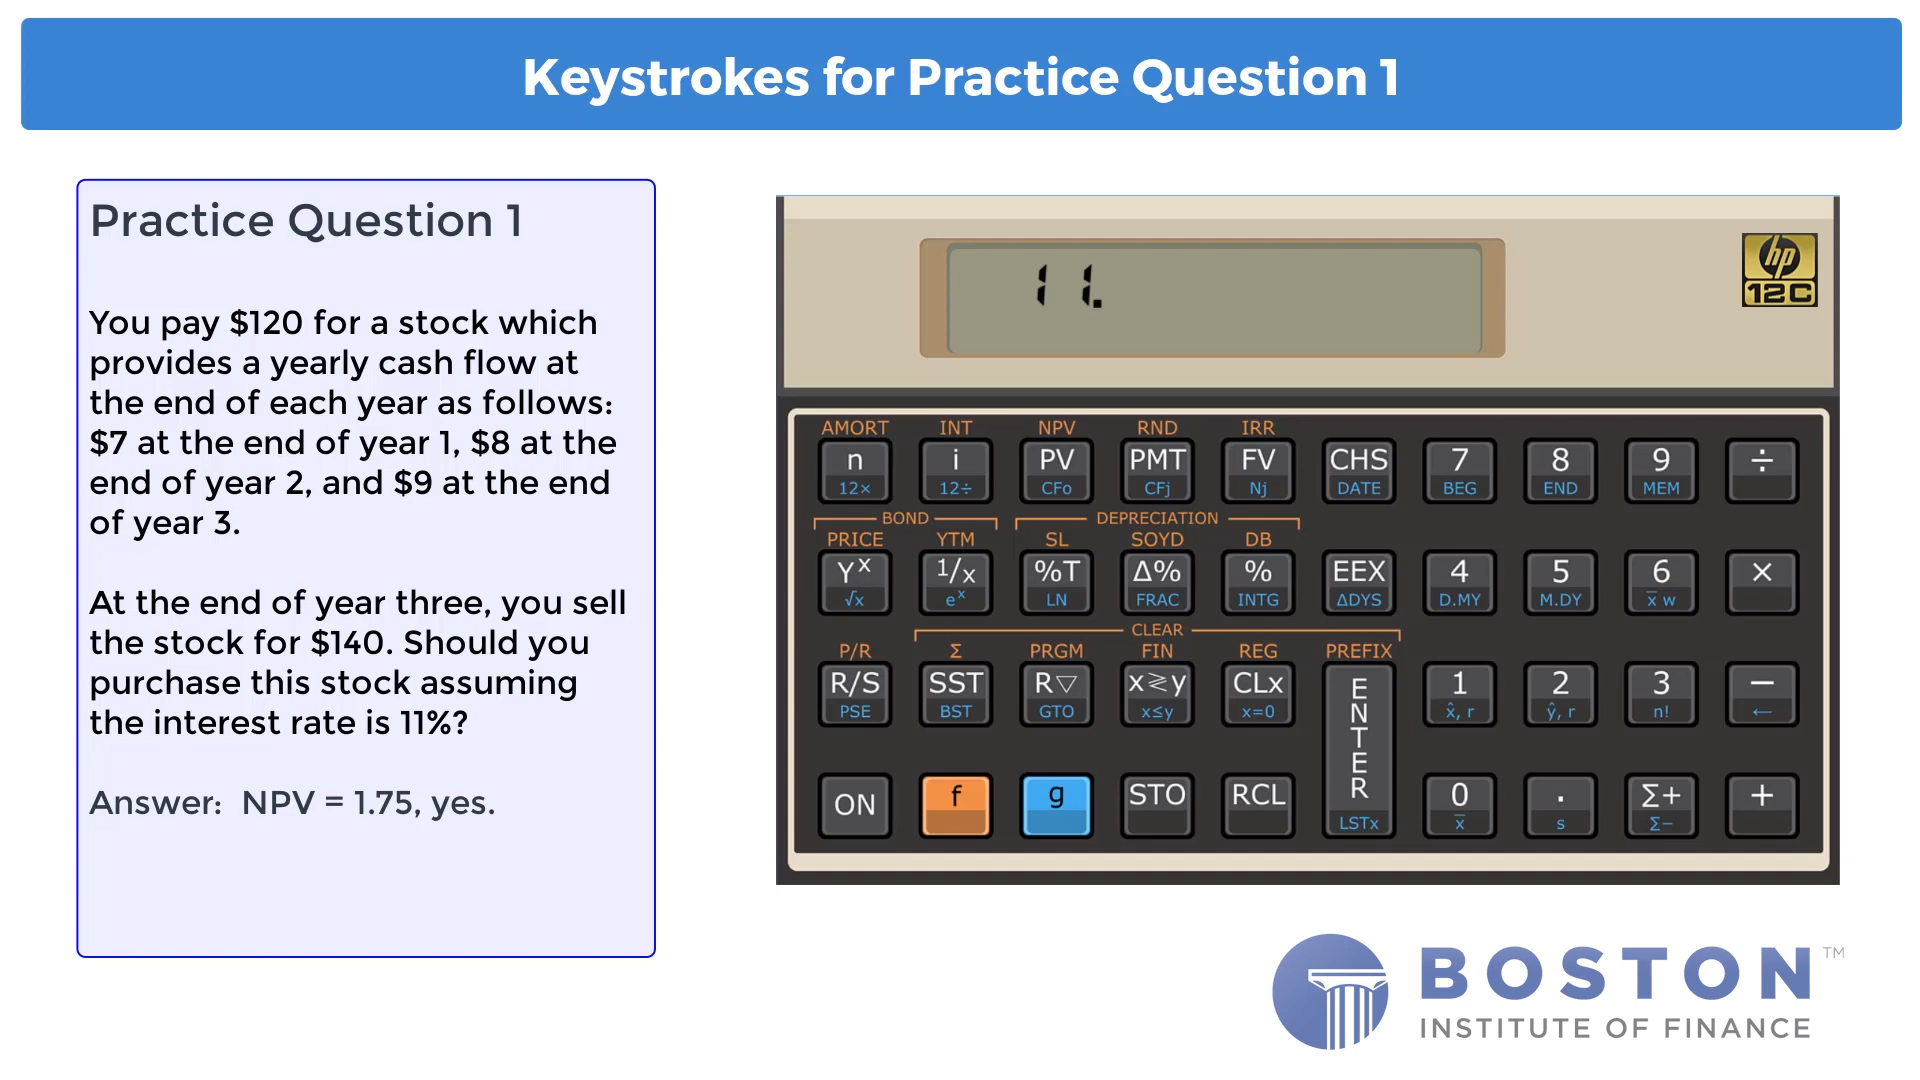 Keystrokes for Practice Question 1
Practice Question 1
You pay $120 for a stock which
provides a yearly cash flow at
the end of each year as follows:
$7 at the end of year 1, $8 at the
end of year 2, and $9 at the end
of year 3.
At the end of year three, you sell
the stock for $140. Should you
purchase this stock assuming
the interest rate is 11%?
Answer:  NPV = 1.75, yes.
11.
hp
12C
AMORT INT NPV RND IRR
n i PV PMT FV CHS 7 8 9 ÷
12× 12÷ CFo CFj Nj DATE BEG END MEM
BOND DEPRECIATION
PRICE YTM SL SOYD DB
Yˣ 1/x %T Δ% % EEX 4 5 6 ×
√x eˣ LN FRAC INTG ΔDYS D.MY M.DY x̄ w
CLEAR
P/R Σ PRGM FIN REG PREFIX
R/S SST R▽ x≷y CLx ENTER 1 2 3 −
PSE BST GTO x≤y x=0 x̂, r ŷ, r n! ←
ON f g STO RCL 0 . Σ+ +
LSTx x̄ s Σ−
BOSTON™
INSTITUTE OF FINANCE